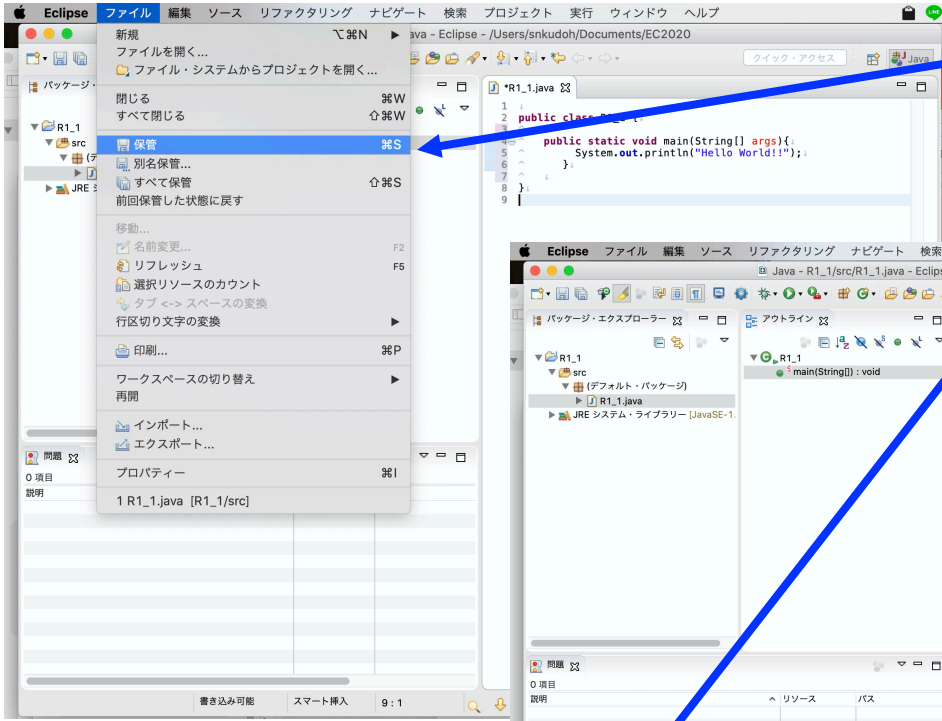 Eclipse ファイル 編集 ソース リファクタリング ナビゲート 検索 プロジェクト 実行 ウィンドウ ヘルプ
ava - Eclipse - /Users/snkudoh/Documents/EC2020
クイック・アクセス
Java
パッケージ・
R1_1
src
JRE
新規 ⌥⌘N ▶
ファイルを開く...
ファイル・システムからプロジェクトを開く...
閉じる ⌘W
すべて閉じる ⇧⌘W
保管 ⌘S
別名保管...
すべて保管 ⇧⌘S
前回保管した状態に戻す
移動...
名前変更... F2
リフレッシュ F5
選択リソースのカウント
タブ <-> スペースの変換
行区切り文字の変換 ▶
印刷... ⌘P
ワークスペースの切り替え ▶
再開
インポート...
エクスポート...
プロパティー ⌘I
1 R1_1.java [R1_1/src]
*R1_1.java
1
2 public class R1_1 {
3
4 public static void main(String[] args){
5 System.out.println("Hello World!!");
6 }
7
8 }
9
問題
0 項目
説明
書き込み可能 スマート挿入 9 : 1
Eclipse ファイル 編集 ソース リファクタリング ナビゲート 検索
Java - R1_1/src/R1_1.java - Eclips
パッケージ・エクスプローラー
R1_1
src
(デフォルト・パッケージ)
R1_1.java
JRE システム・ライブラリー [JavaSE-1.
アウトライン
R1_1
main(String[]) : void
問題
0 項目
説明 リソース パス